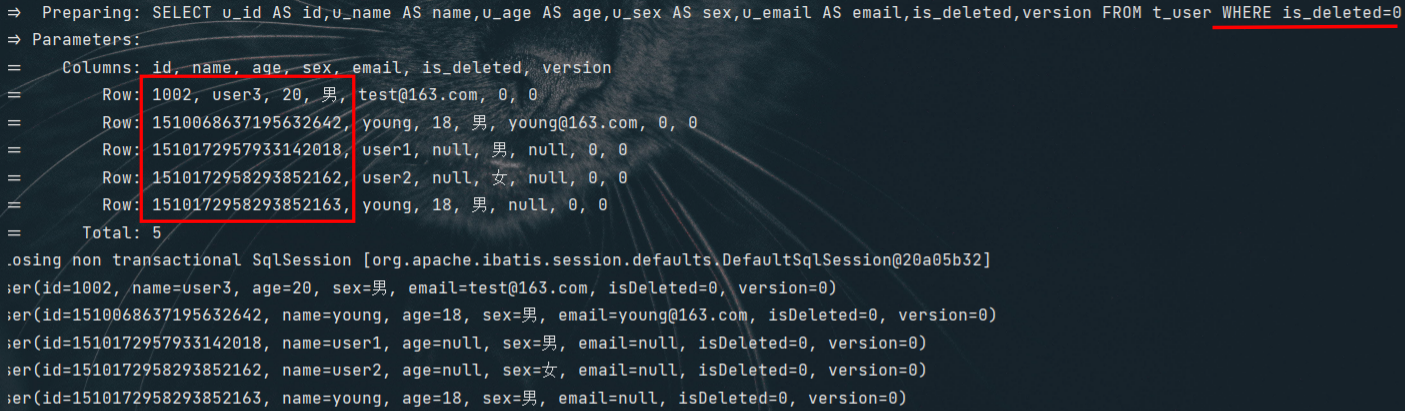 ⇒  Preparing: SELECT u_id AS id,u_name AS name,u_age AS age,u_sex AS sex,u_email AS email,is_deleted,version FROM t_user WHERE is_deleted=0
⇒ Parameters:
=    Columns: id, name, age, sex, email, is_deleted, version
=        Row: 1002, user3, 20, 男, test@163.com, 0, 0
=        Row: 1510068637195632642, young, 18, 男, young@163.com, 0, 0
=        Row: 1510172957933142018, user1, null, 男, null, 0, 0
=        Row: 1510172958293852162, user2, null, 女, null, 0, 0
=        Row: 1510172958293852163, young, 18, 男, null, 0, 0
=      Total: 5
losing non transactional SqlSession [org.apache.ibatis.session.defaults.DefaultSqlSession@20a05b32]
ser(id=1002, name=user3, age=20, sex=男, email=test@163.com, isDeleted=0, version=0)
ser(id=1510068637195632642, name=young, age=18, sex=男, email=young@163.com, isDeleted=0, version=0)
ser(id=1510172957933142018, name=user1, age=null, sex=男, email=null, isDeleted=0, version=0)
ser(id=1510172958293852162, name=user2, age=null, sex=女, email=null, isDeleted=0, version=0)
ser(id=1510172958293852163, name=young, age=18, sex=男, email=null, isDeleted=0, version=0)